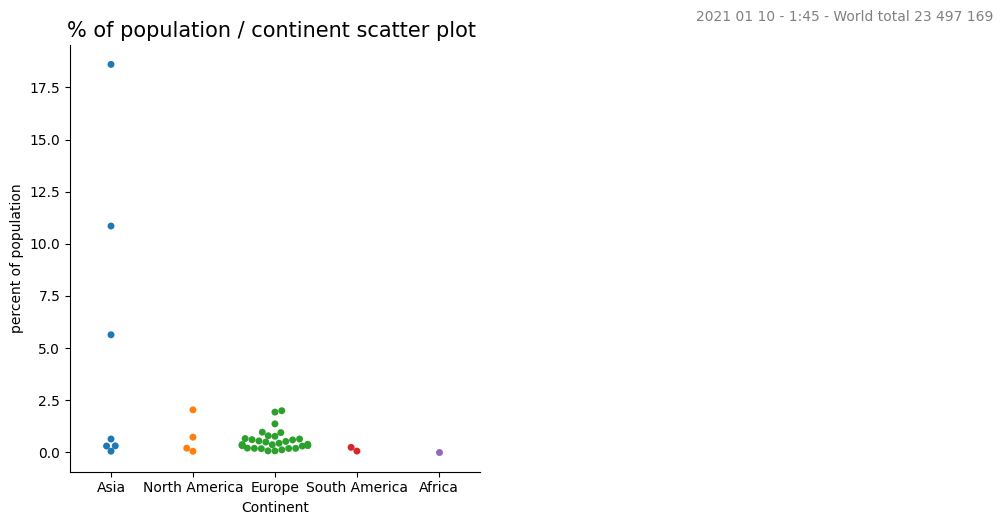 2021 01 10 - 1:45 - World total 23 497 169
% of population / continent scatter plot
17.5
15.0
12.5
10.0
7.5
5.0
2.5
0.0
percent of population
Asia North America Europe South America Africa
Continent